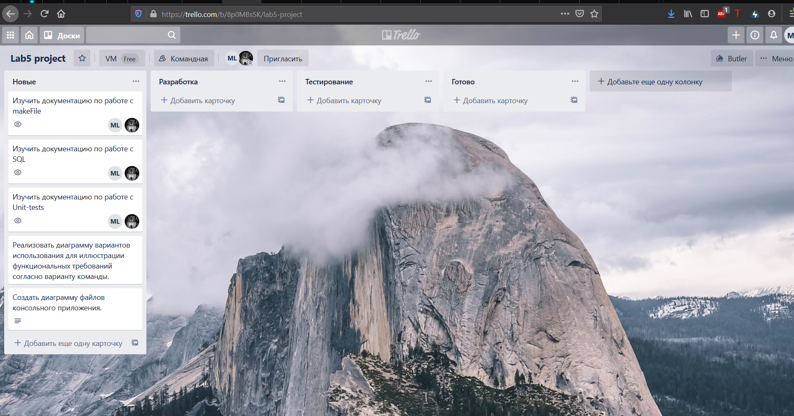 https://trello.com/b/8p0M8sSK/lab5-project
Доски
Trello
Lab5 project
VM Free
Командная
ML
Пригласить
Butler
Меню
Новые
Изучить документацию по работе с
makeFile
ML
Изучить документацию по работе с
SQL
ML
Изучить документацию по работе с
Unit-tests
ML
Реализовать диаграмму вариантов
использования для иллюстрации
функциональных требований
согласно варианту команды.
Создать диаграмму файлов
консольного приложения.
+ Добавить еще одну карточку
Разработка
+ Добавить карточку
Тестирование
+ Добавить карточку
Готово
+ Добавить карточку
+ Добавьте еще одну колонку